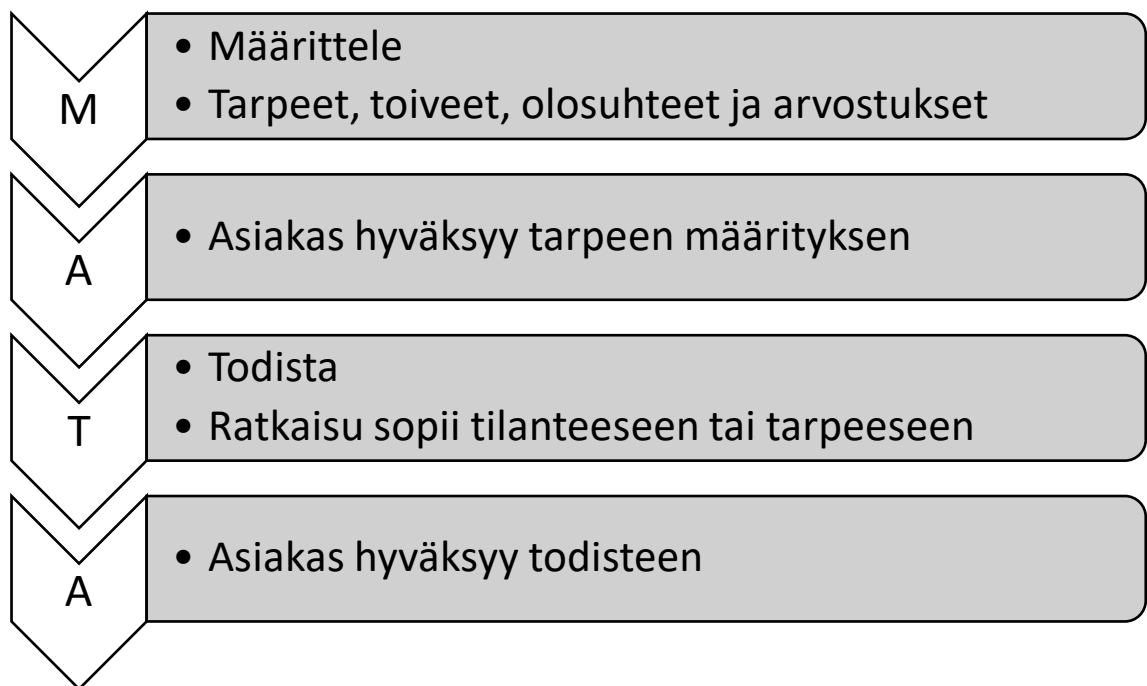 M
• Määrittele
• Tarpeet, toiveet, olosuhteet ja arvostukset
A
• Asiakas hyväksyy tarpeen määrityksen
T
• Todista
• Ratkaisu sopii tilanteeseen tai tarpeeseen
A
• Asiakas hyväksyy todisteen